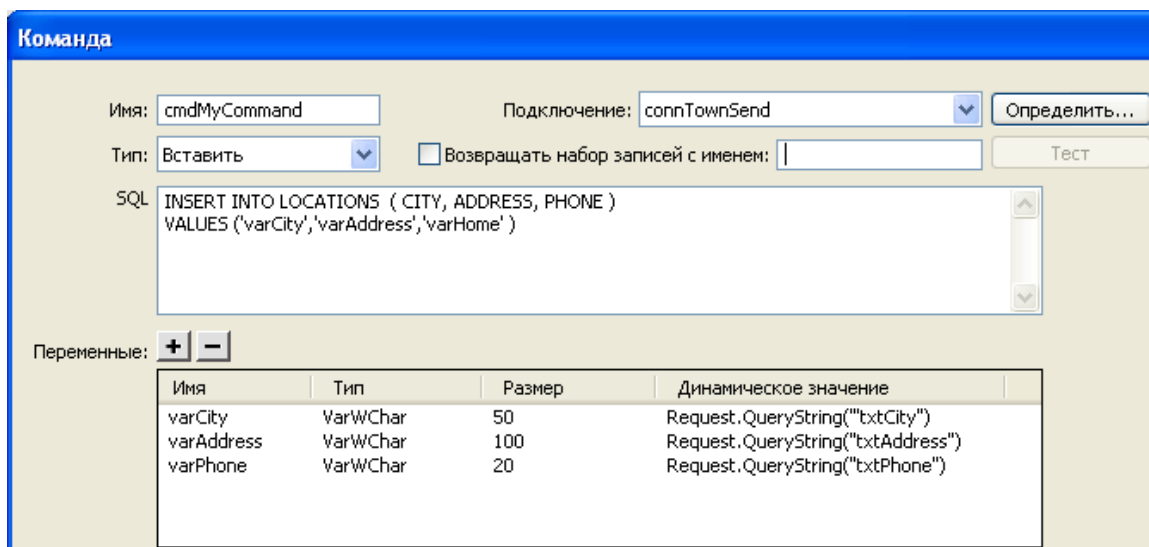 Команда
Имя: cmdMyCommand Подключение: connTownSend Определить...
Тип: Вставить Возвращать набор записей с именем: Тест
SQL INSERT INTO LOCATIONS ( CITY, ADDRESS, PHONE )
VALUES ('varCity','varAddress','varHome' )
Переменные: + −
Имя Тип Размер Динамическое значение
varCity VarWChar 50 Request.QueryString('"txtCity")
varAddress VarWChar 100 Request.QueryString("txtAddress")
varPhone VarWChar 20 Request.QueryString("txtPhone")